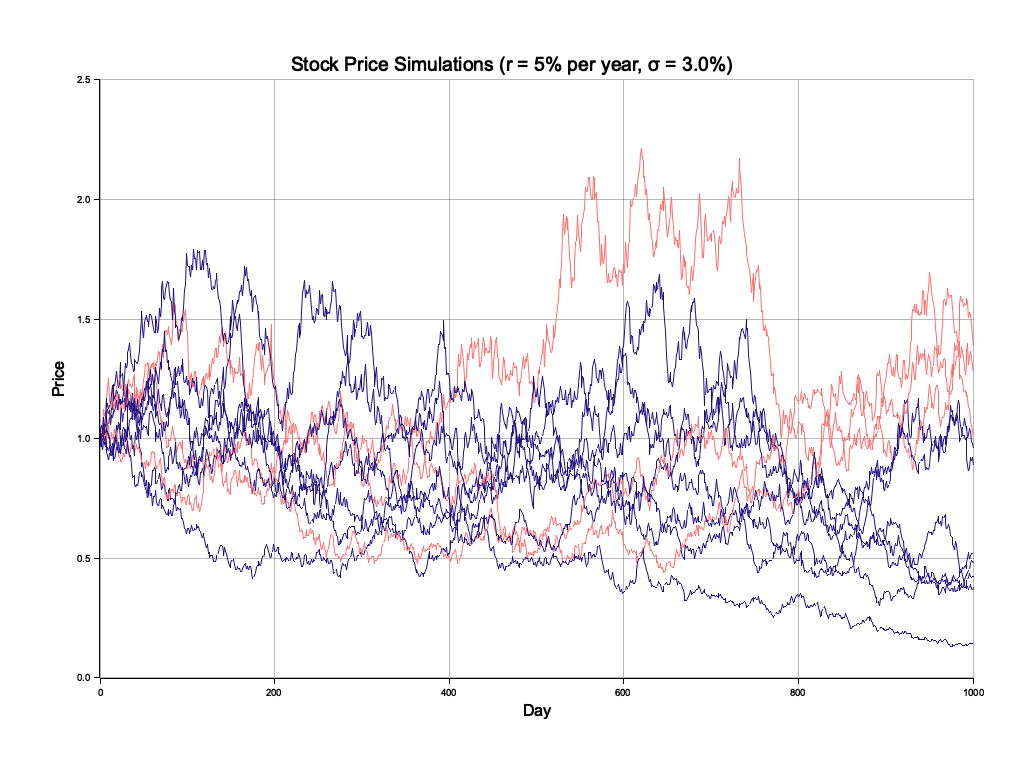 Stock Price Simulations (r = 5% per year, σ = 3.0%)
2.5
2.0
1.5
1.0
0.5
0.0
Price
0 200 400 600 800 1000
Day